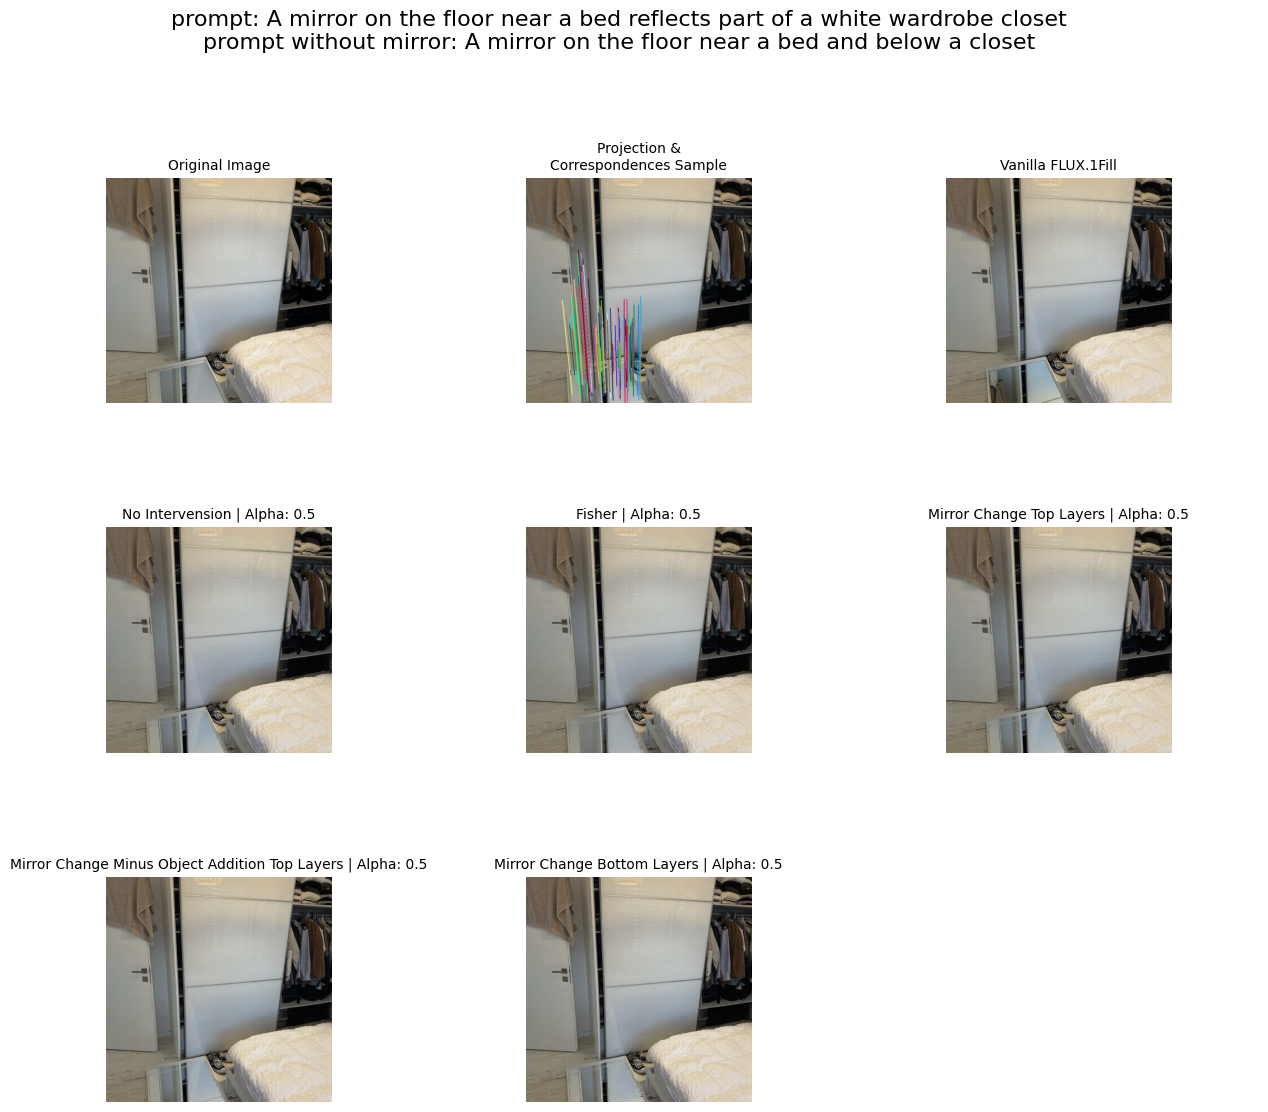 prompt: A mirror on the floor near a bed reflects part of a white wardrobe closet
prompt without mirror: A mirror on the floor near a bed and below a closet
Original Image
Projection &
Correspondences Sample
Vanilla FLUX.1Fill
No Intervension | Alpha: 0.5
Fisher | Alpha: 0.5
Mirror Change Top Layers | Alpha: 0.5
Mirror Change Minus Object Addition Top Layers | Alpha: 0.5
Mirror Change Bottom Layers | Alpha: 0.5